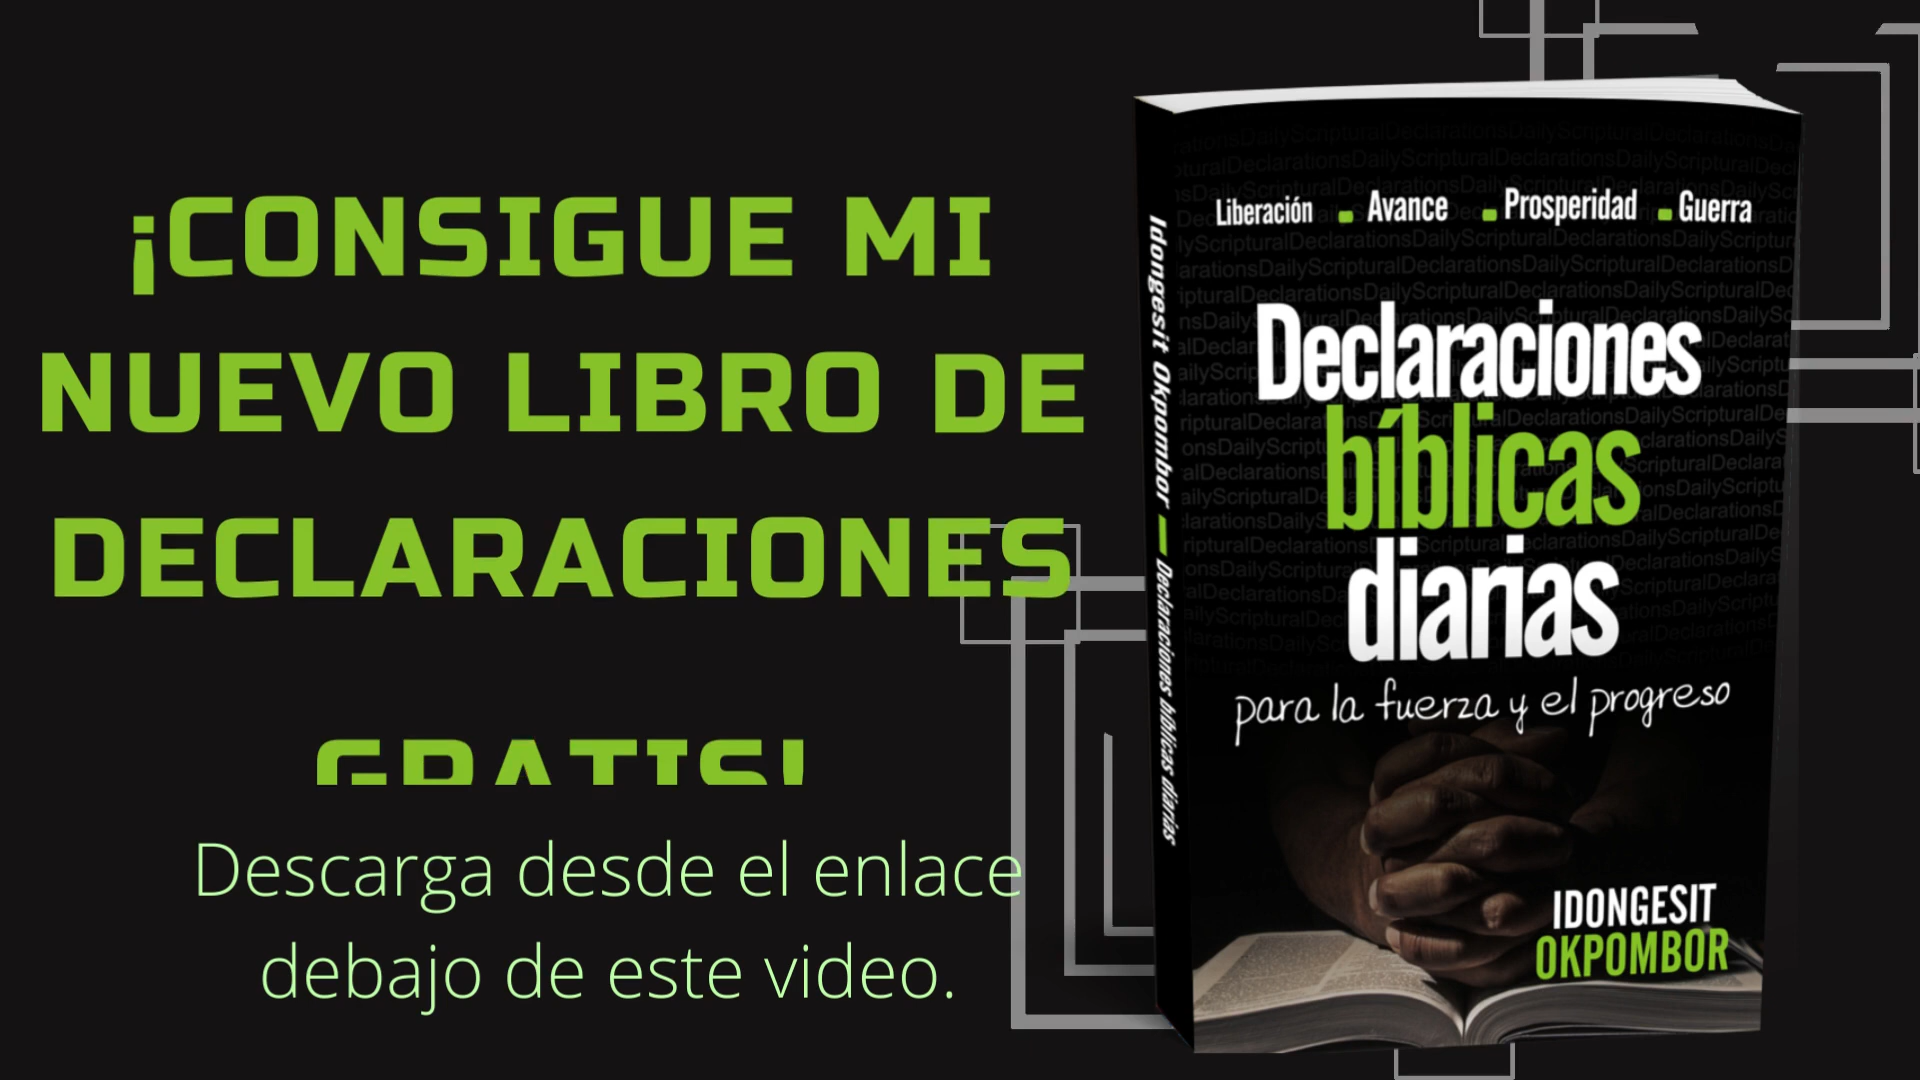 ¡CONSIGUE MI
NUEVO LIBRO DE
DECLARACIONES
GRATIS!
Descarga desde el enlace
debajo de este video.
Idongesit Okpombor — Declaraciones bíblicas diarias
Liberación ▪ Avance ▪ Prosperidad ▪ Guerra
Declaraciones
bíblicas
diarias
para la fuerza y el progreso
IDONGESIT
OKPOMBOR